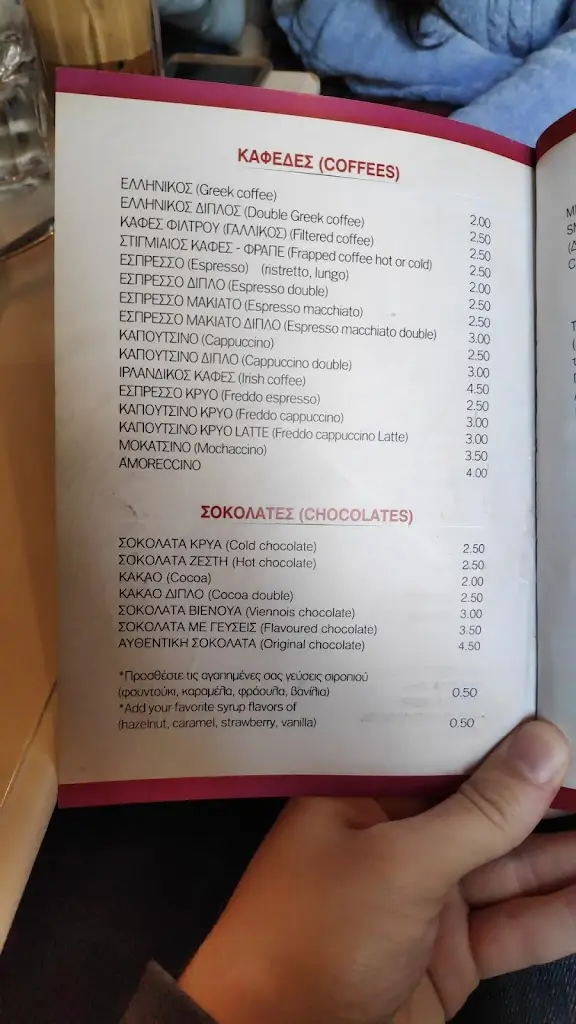 ΚΑΦΕΔΕΣ (COFFEES)
ΕΛΛΗΝΙΚΟΣ (Greek coffee) 2.00
ΕΛΛΗΝΙΚΟΣ ΔΙΠΛΟΣ (Double Greek coffee) 2.50
ΚΑΦΕΣ ΦΙΛΤΡΟΥ (ΓΑΛΛΙΚΟΣ) (Filtered coffee) 2.50
ΣΤΙΓΜΙΑΙΟΣ ΚΑΦΕΣ - ΦΡΑΠΕ (Frapped coffee hot or cold) 2.50
ΕΣΠΡΕΣΣΟ (Espresso) (ristretto, lungo) 2.00
ΕΣΠΡΕΣΣΟ ΔΙΠΛΟ (Espresso double) 2.50
ΕΣΠΡΕΣΣΟ ΜΑΚΙΑΤΟ (Espresso macchiato) 2.50
ΕΣΠΡΕΣΣΟ ΜΑΚΙΑΤΟ ΔΙΠΛΟ (Espresso macchiato double) 3.00
ΚΑΠΟΥΤΣΙΝΟ (Cappuccino) 2.50
ΚΑΠΟΥΤΣΙΝΟ ΔΙΠΛΟ (Cappuccino double) 3.00
ΙΡΛΑΝΔΙΚΟΣ ΚΑΦΕΣ (Irish coffee) 4.50
ΕΣΠΡΕΣΣΟ ΚΡΥΟ (Freddo espresso) 2.50
ΚΑΠΟΥΤΣΙΝΟ ΚΡΥΟ (Freddo cappuccino) 3.00
ΚΑΠΟΥΤΣΙΝΟ ΚΡΥΟ LATTE (Freddo cappuccino Latte) 3.00
ΜΟΚΑΤΣΙΝΟ (Mochaccino) 3.50
AMORECCINO 4.00
ΣΟΚΟΛΑΤΕΣ (CHOCOLATES)
ΣΟΚΟΛΑΤΑ ΚΡΥΑ (Cold chocolate) 2.50
ΣΟΚΟΛΑΤΑ ΖΕΣΤΗ (Hot chocolate) 2.50
ΚΑΚΑΟ (Cocoa) 2.00
ΚΑΚΑΟ ΔΙΠΛΟ (Cocoa double) 2.50
ΣΟΚΟΛΑΤΑ ΒΙΕΝΟΥΑ (Viennois chocolate) 3.00
ΣΟΚΟΛΑΤΑ ΜΕ ΓΕΥΣΕΙΣ (Flavoured chocolate) 3.50
ΑΥΘΕΝΤΙΚΗ ΣΟΚΟΛΑΤΑ (Original chocolate) 4.50
*Προσθέστε τις αγαπημένες σας γεύσεις σιροπιού
(φουντούκι, καραμέλα, φράουλα, βανίλια) 0.50
*Add your favorite syrup flavors of
(hazelnut, caramel, strawberry, vanilla) 0.50